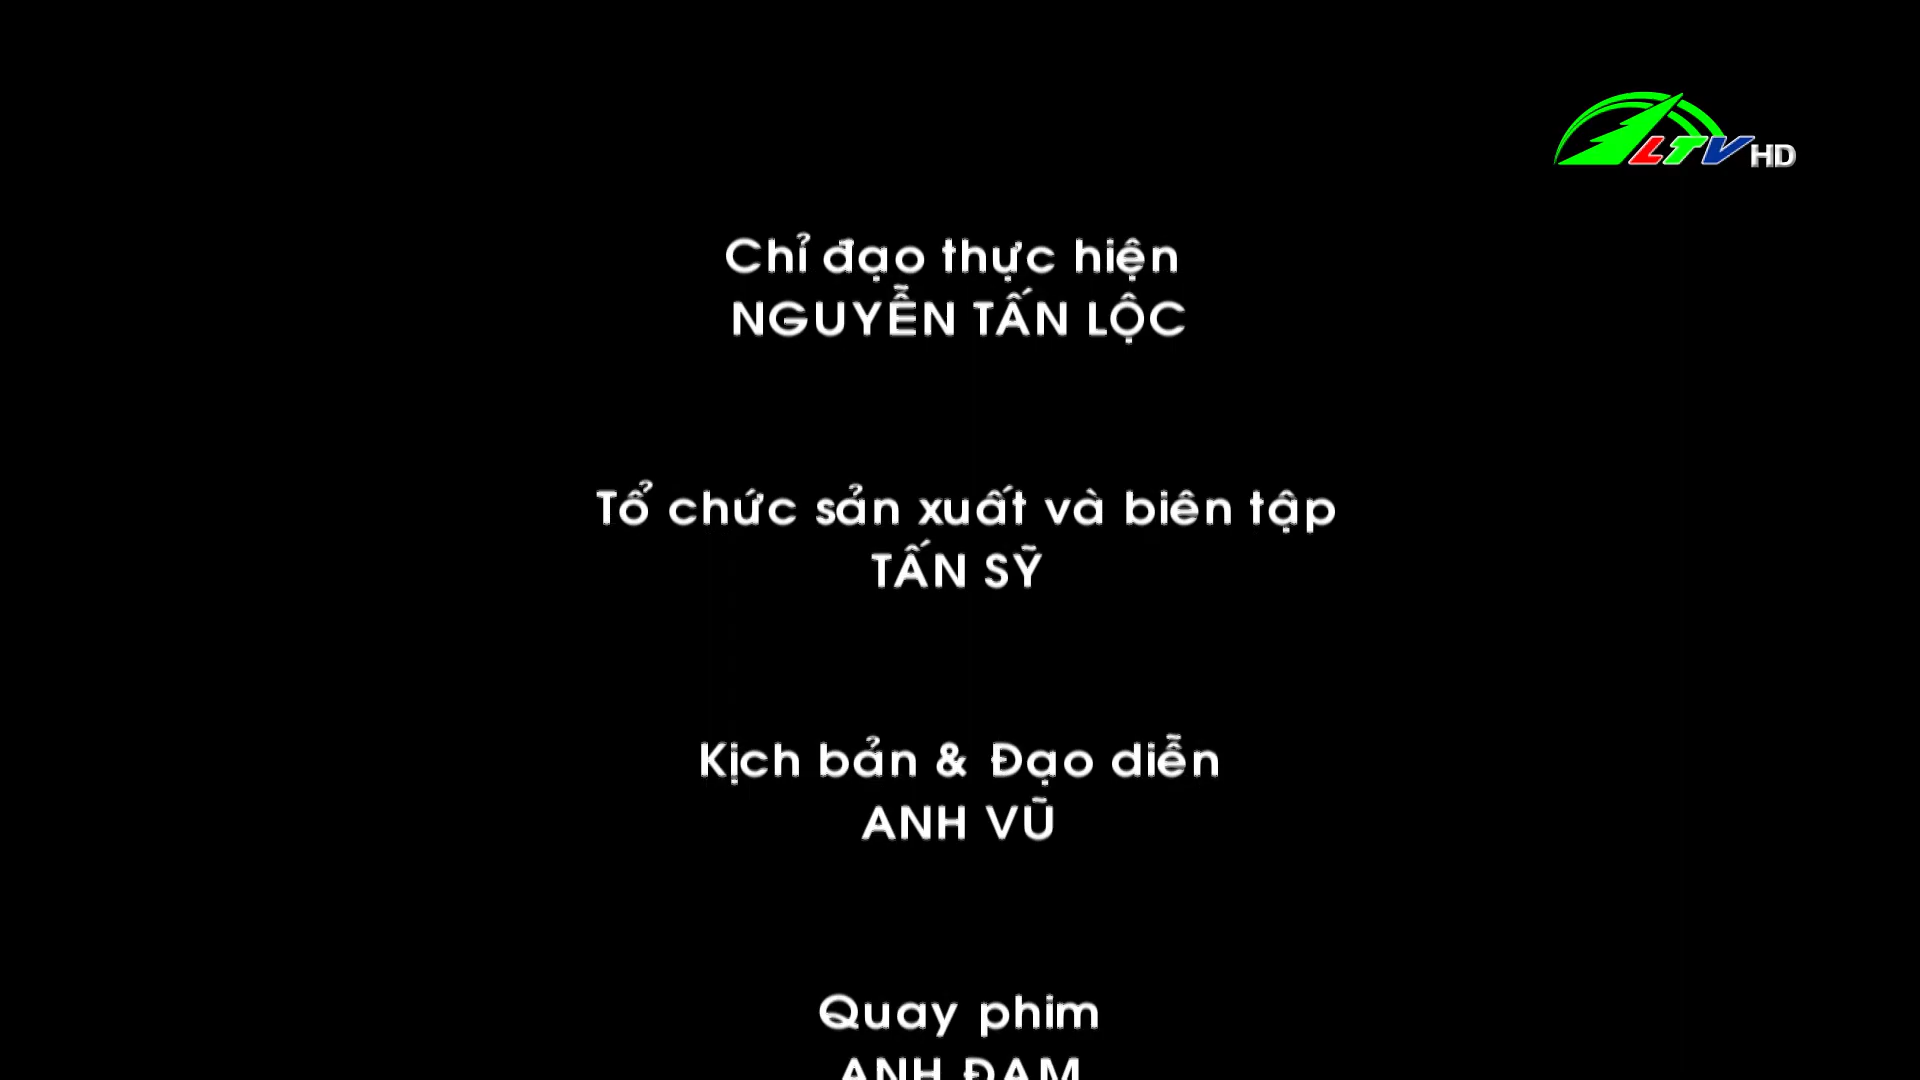 LTV HD
Chỉ đạo thực hiện
NGUYỄN TẤN LỘC
Tổ chức sản xuất và biên tập
TẤN SỸ
Kịch bản & Đạo diễn
ANH VŨ
Quay phim
ANH